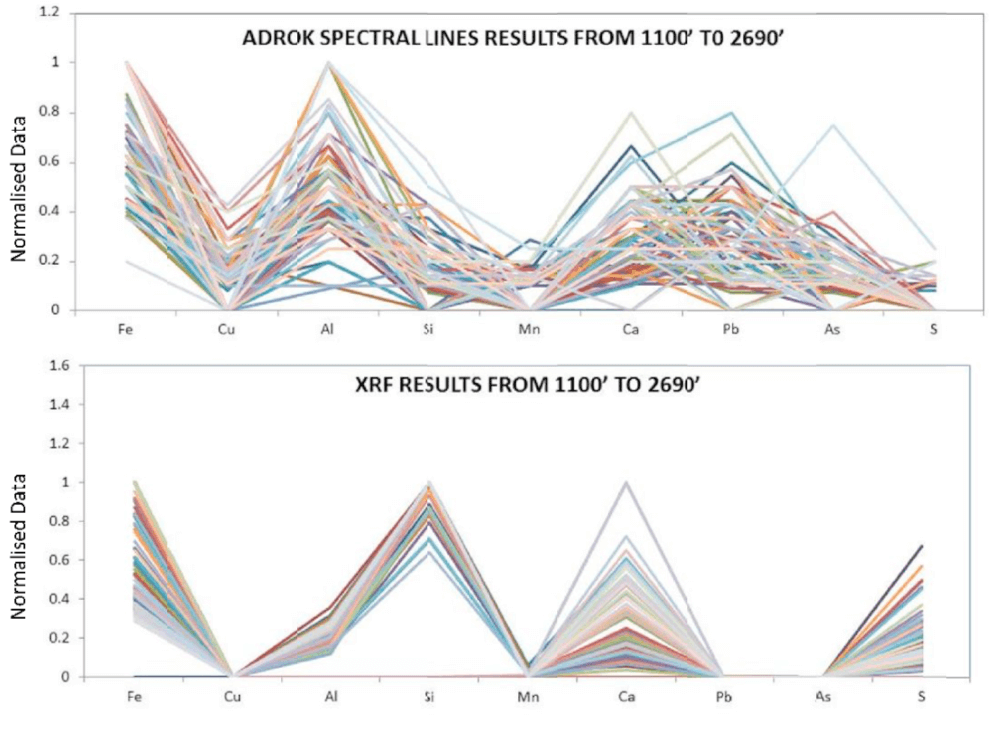 ADROK SPECTRAL LINES RESULTS FROM 1100' T0 2690'
Normalised Data
1.2
1
0.8
0.6
0.4
0.2
0
Fe Cu Al Si Mn Ca Pb As S
XRF RESULTS FROM 1100' TO 2690'
Normalised Data
1.6
1.4
1.2
1
0.8
0.6
0.4
0.2
0
Fe Cu Al Si Mn Ca Pb As S